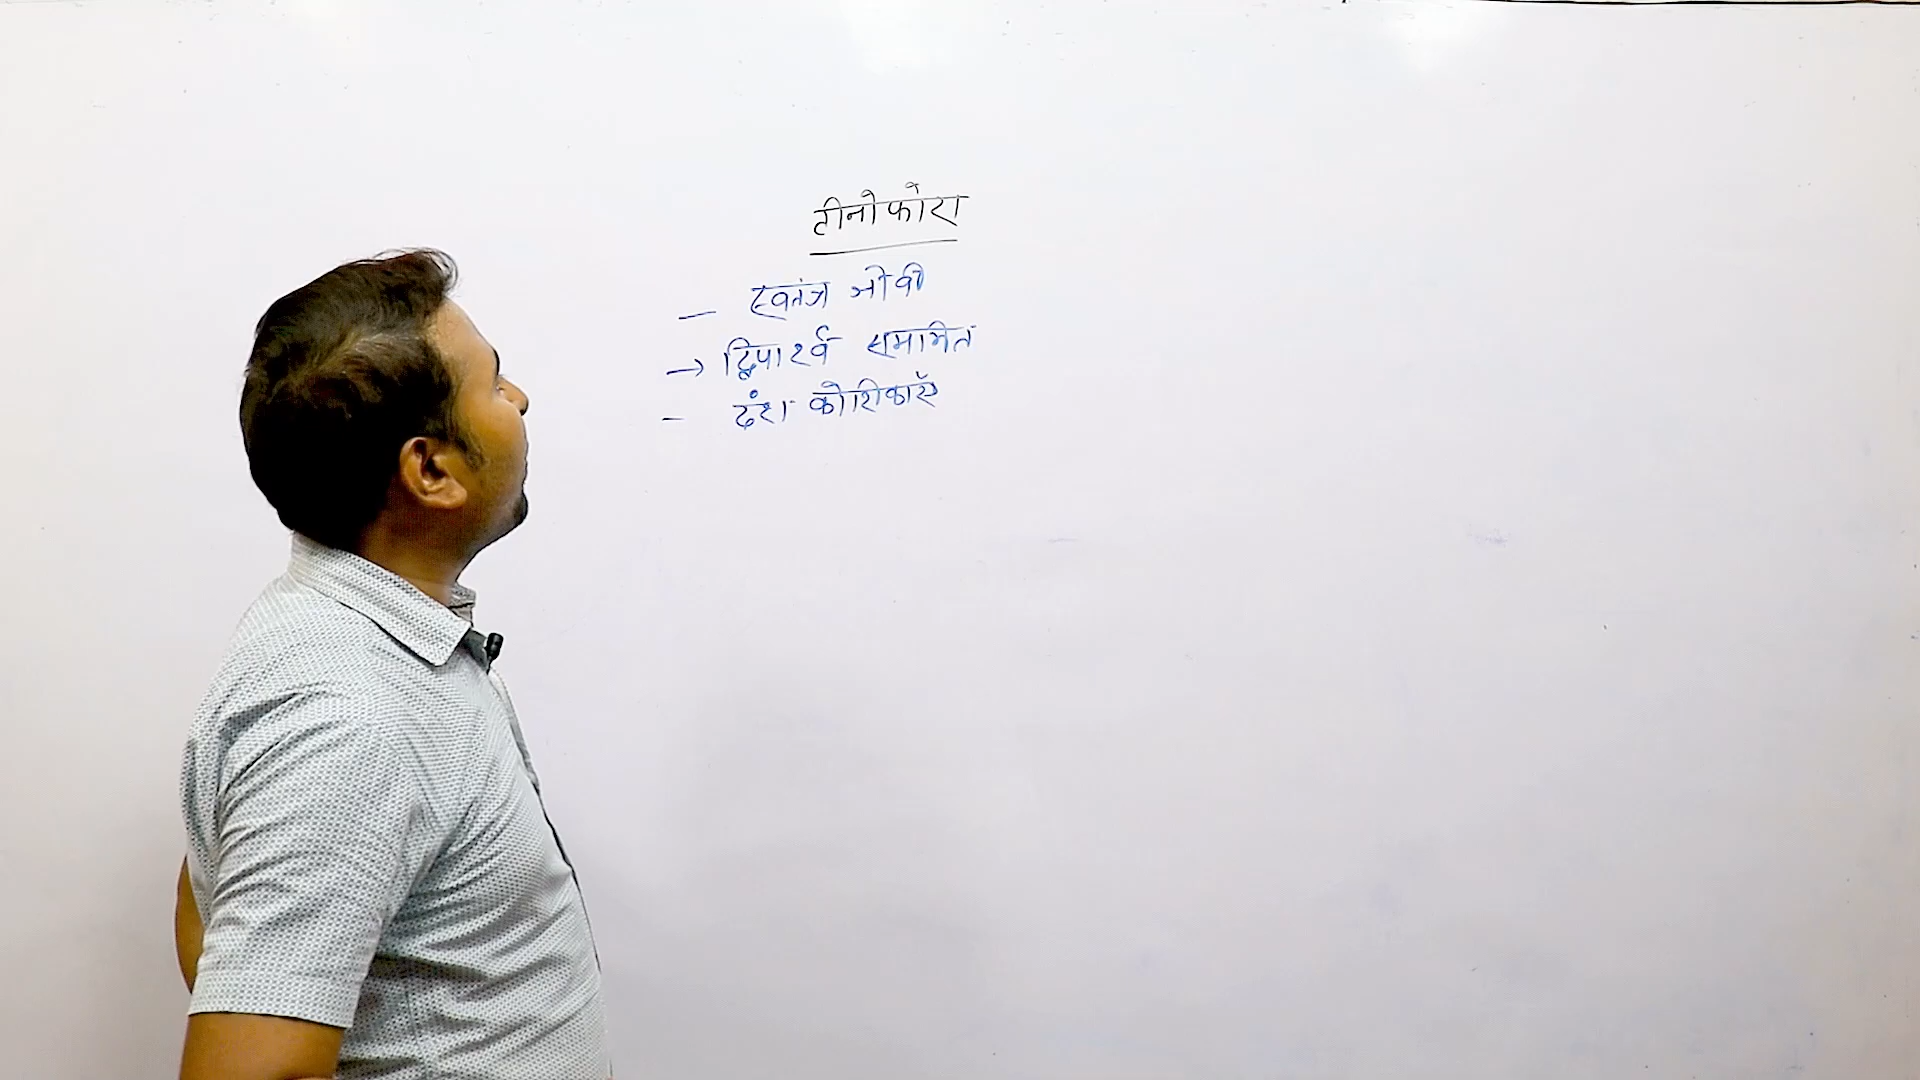 टीनोफोरा
- स्वतंत्र जीवी
→ द्विपार्श्व सममित
- दंश कोशिकाएँ